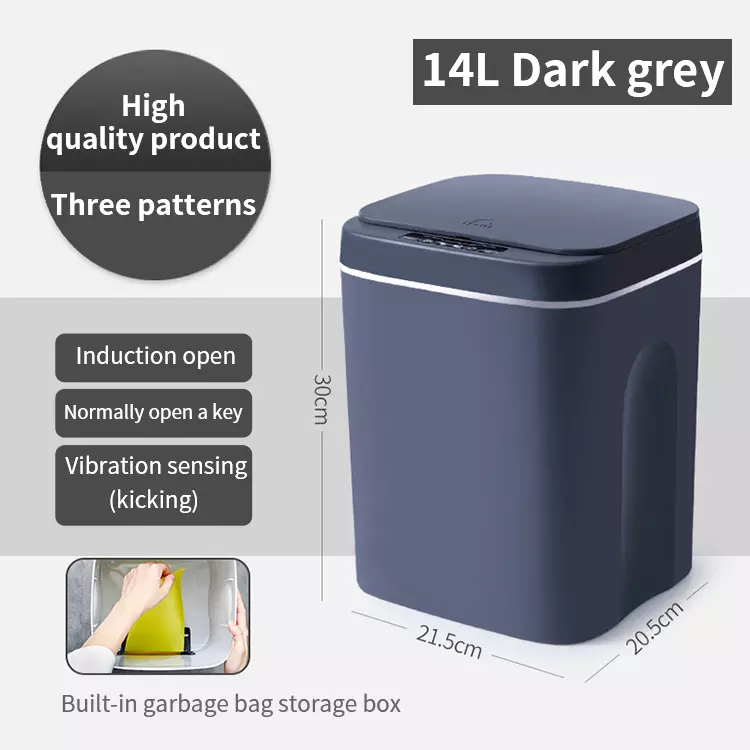 14L Dark grey
High
quality product
Three patterns
Induction open
Normally open a key
Vibration sensing
(kicking)
30cm
21.5cm
20.5cm
Built-in garbage bag storage box